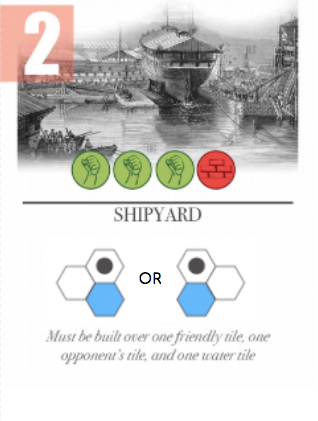 2
SHIPYARD
OR
Must be built over one friendly tile, one
opponent's tile, and one water tile